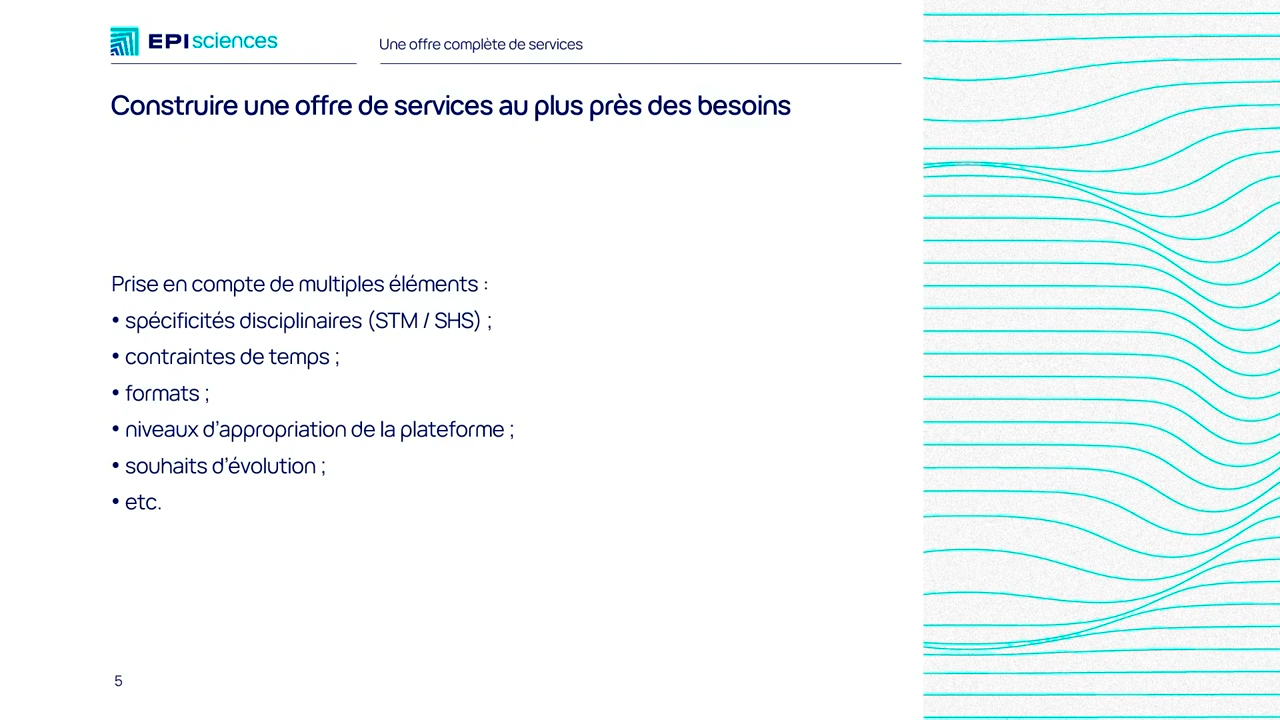 EPIsciences
Une offre complète de services
Construire une offre de services au plus près des besoins
Prise en compte de multiples éléments :
• spécificités disciplinaires (STM / SHS) ;
• contraintes de temps ;
• formats ;
• niveaux d’appropriation de la plateforme ;
• souhaits d’évolution ;
• etc.
5